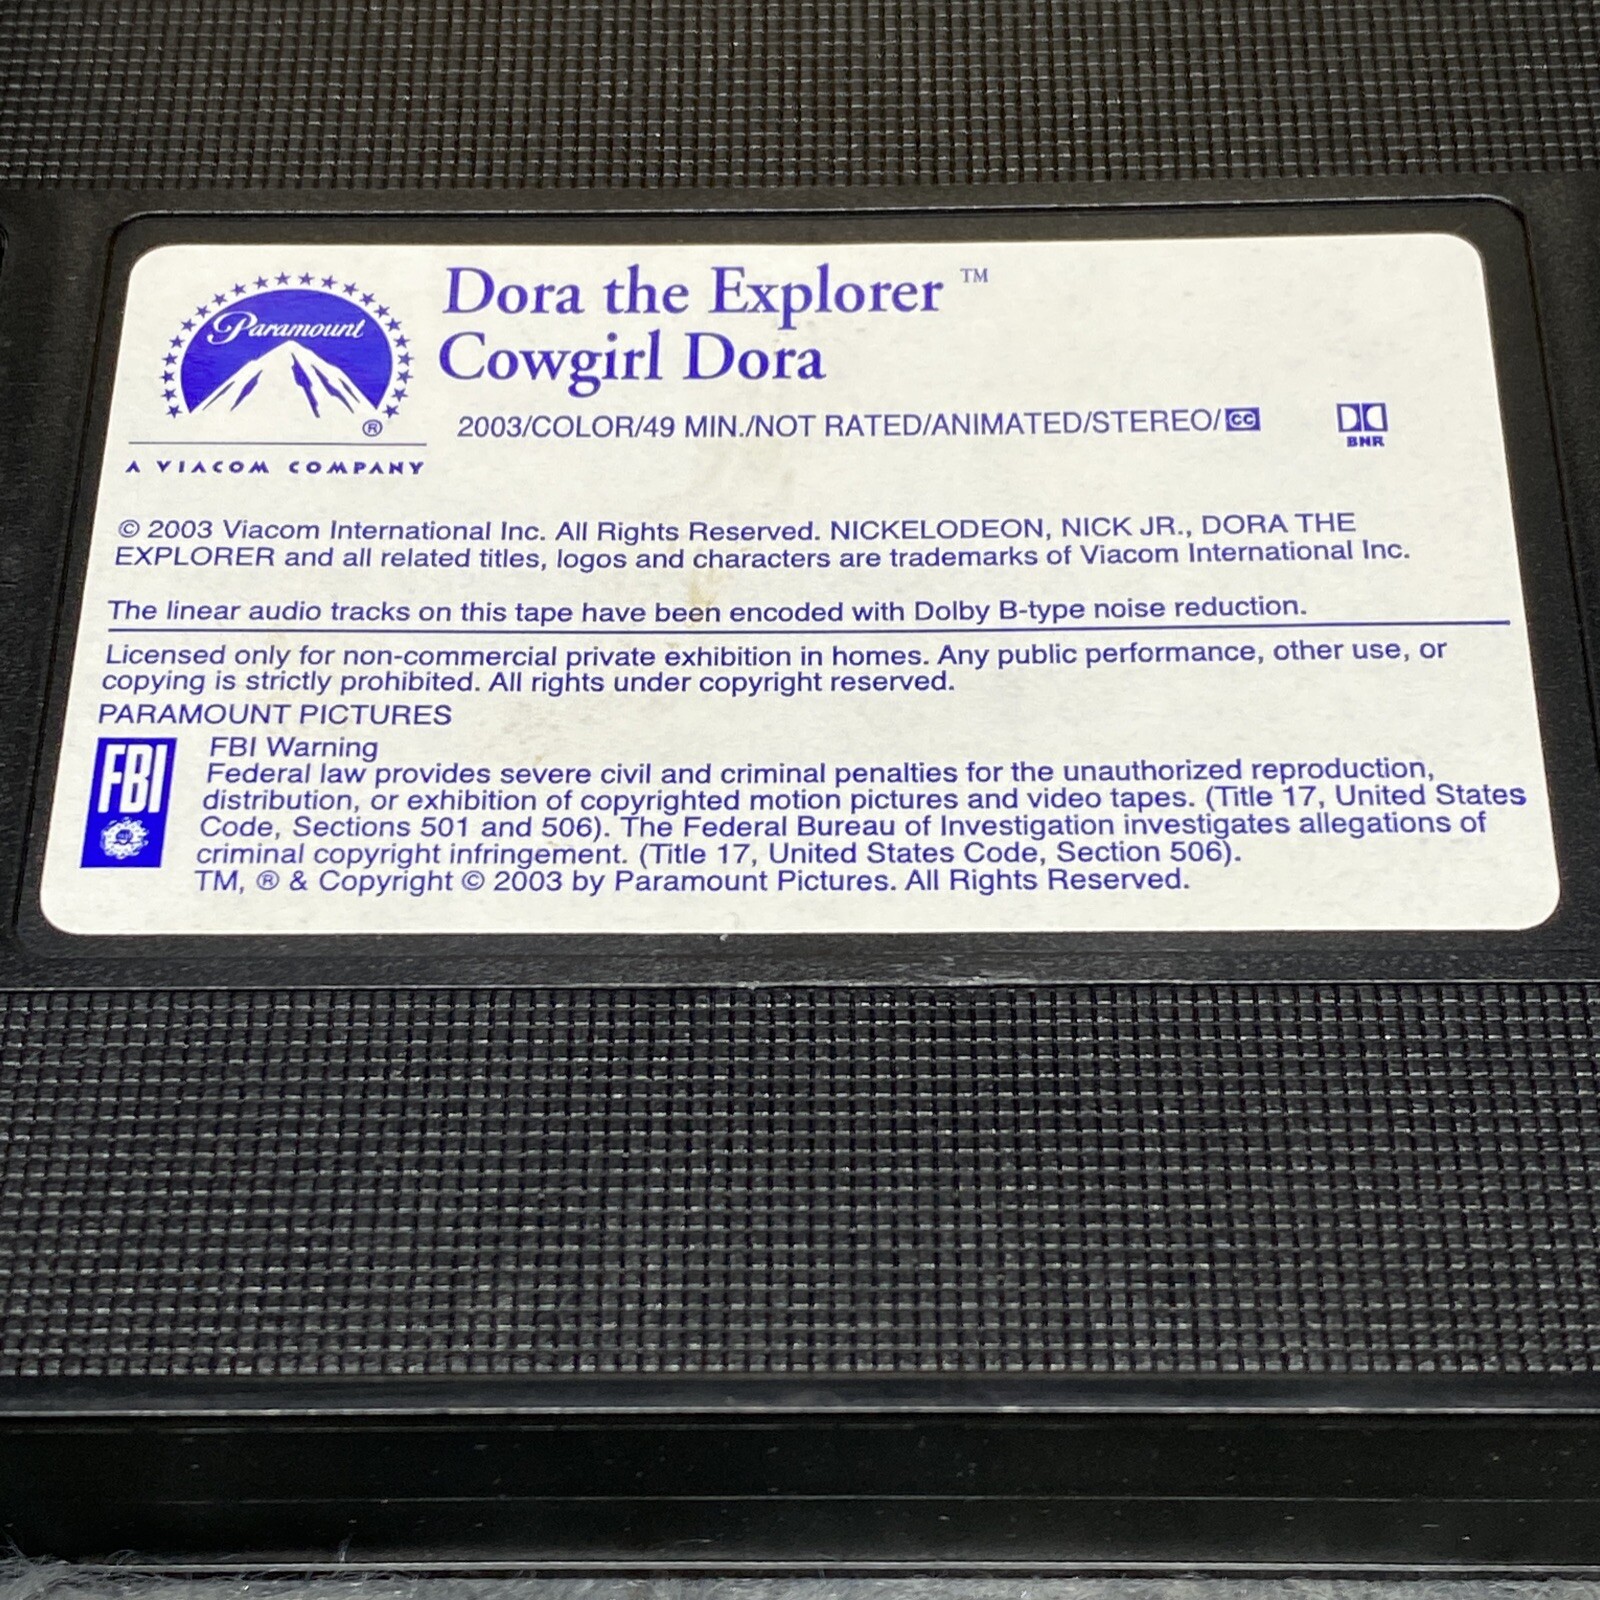 Paramount
®
A VIACOM COMPANY
Dora the Explorer ™
Cowgirl Dora
2003/COLOR/49 MIN./NOT RATED/ANIMATED/STEREO/CC
BNR
© 2003 Viacom International Inc. All Rights Reserved. NICKELODEON, NICK JR., DORA THE
EXPLORER and all related titles, logos and characters are trademarks of Viacom International Inc.
The linear audio tracks on this tape have been encoded with Dolby B-type noise reduction.
Licensed only for non-commercial private exhibition in homes. Any public performance, other use, or
copying is strictly prohibited. All rights under copyright reserved.
PARAMOUNT PICTURES
FBI
FBI Warning
Federal law provides severe civil and criminal penalties for the unauthorized reproduction,
distribution, or exhibition of copyrighted motion pictures and video tapes. (Title 17, United States
Code, Sections 501 and 506). The Federal Bureau of Investigation investigates allegations of
criminal copyright infringement. (Title 17, United States Code, Section 506).
TM, ® & Copyright © 2003 by Paramount Pictures. All Rights Reserved.